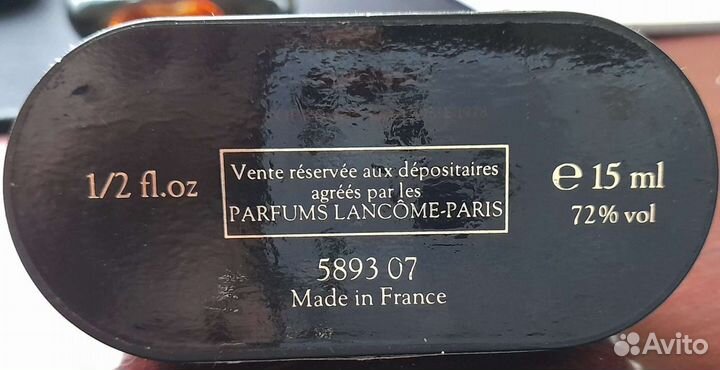 1/2 fl.oz
Vente réservée aux dépositaires
agréés par les
PARFUMS LANCÔME-PARIS
e 15 ml
72% vol
5893 07
Made in France
Avito